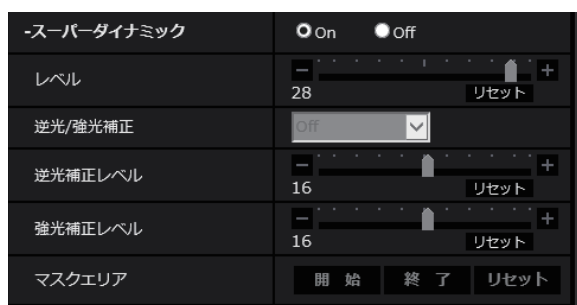 -スーパーダイナミック On Off
レベル - +
28 リセット
逆光/強光補正 Off
逆光補正レベル - +
16 リセット
強光補正レベル - +
16 リセット
マスクエリア 開 始 終 了 リセット